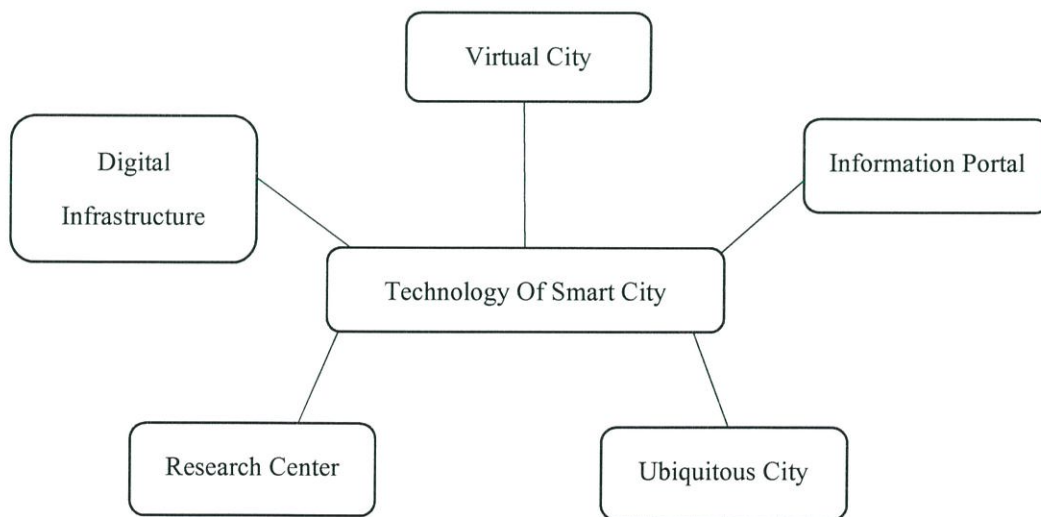 Virtual City
Digital
Infrastructure
Information Portal
Technology Of Smart City
Research Center
Ubiquitous City